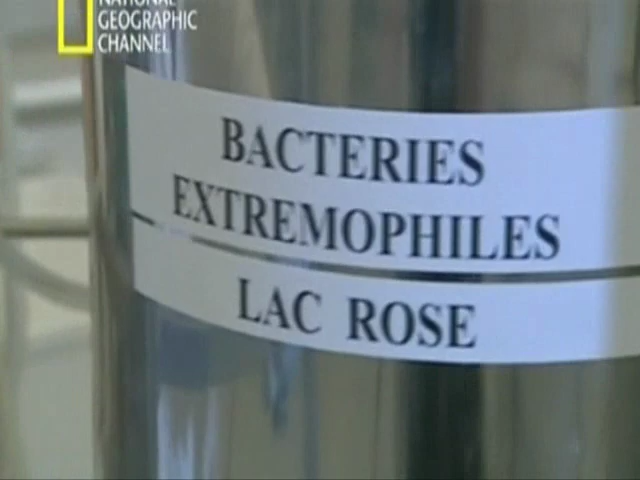 NATIONAL
GEOGRAPHIC
CHANNEL
BACTERIES
EXTREMOPHILES
LAC ROSE